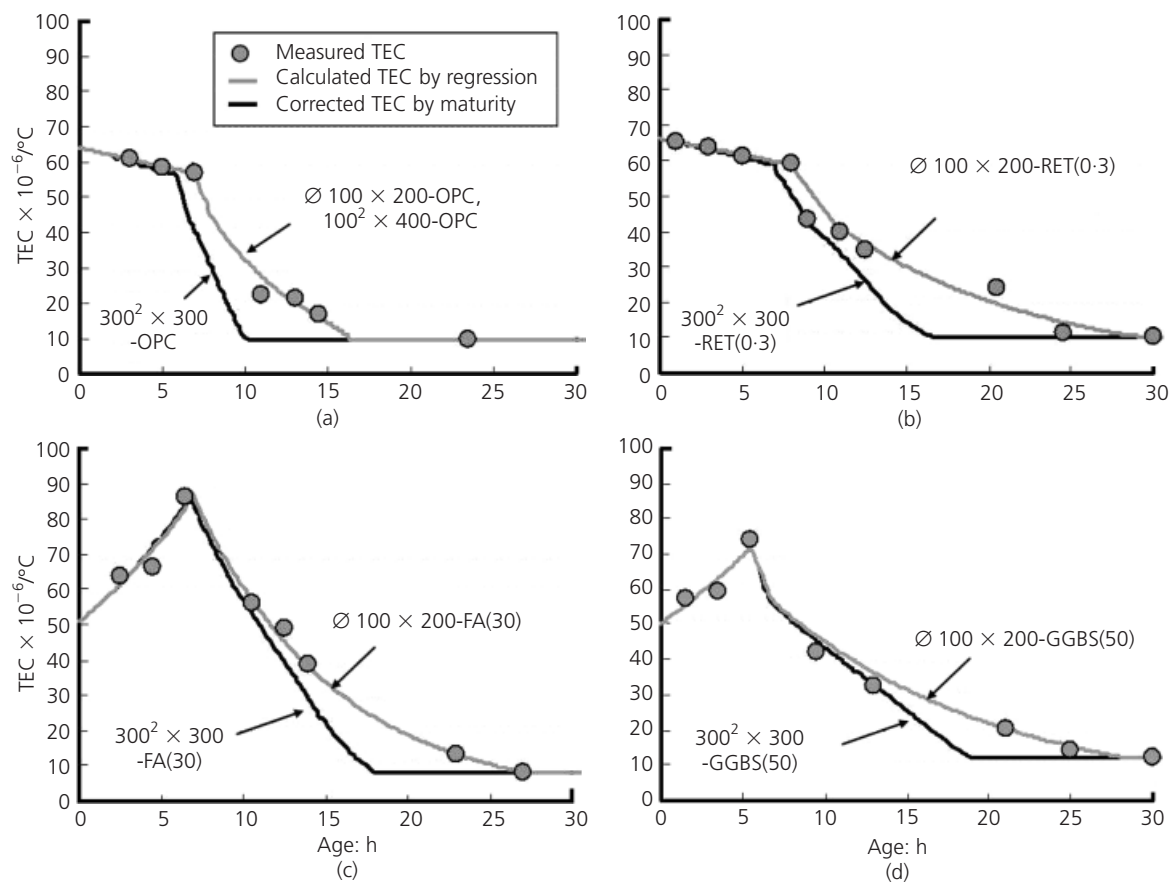 100
90
80
70
60
50
40
30
20
10
0
TEC × 10⁻⁶/°C
Measured TEC
Calculated TEC by regression
Corrected TEC by maturity
Ø 100 × 200-OPC,
100² × 400-OPC
300² × 300
-OPC
0 5 10 15 20 25 30
(a)
100
90
80
70
60
50
40
30
20
10
0
Ø 100 × 200-RET(0·3)
300² × 300
-RET(0·3)
0 5 10 15 20 25 30
(b)
100
90
80
70
60
50
40
30
20
10
0
TEC × 10⁻⁶/°C
Ø 100 × 200-FA(30)
300² × 300
-FA(30)
0 5 10 15 20 25 30
Age: h
(c)
100
90
80
70
60
50
40
30
20
10
0
Ø 100 × 200-GGBS(50)
300² × 300
-GGBS(50)
0 5 10 15 20 25 30
Age: h
(d)